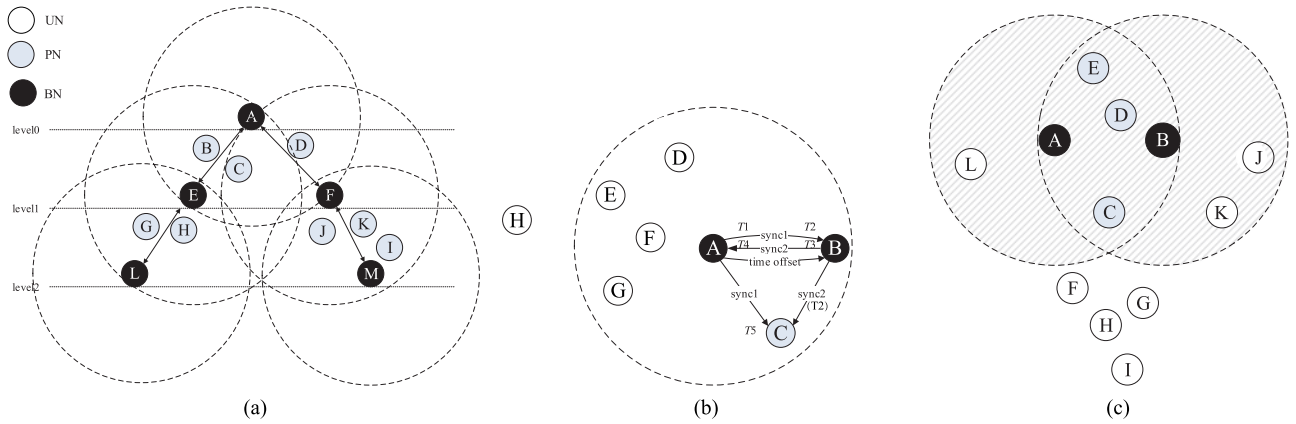 UN
PN
BN
level0
level1
level2
A
B
C
D
E
F
G
H
J
K
I
L
M
(a)
H
D
E
F
G
A
B
T1
T2
sync1
T4
T3
sync2
time offset
sync1
sync2
(T2)
T5
C
(b)
E
D
A
B
L
J
C
K
F
G
H
I
(c)